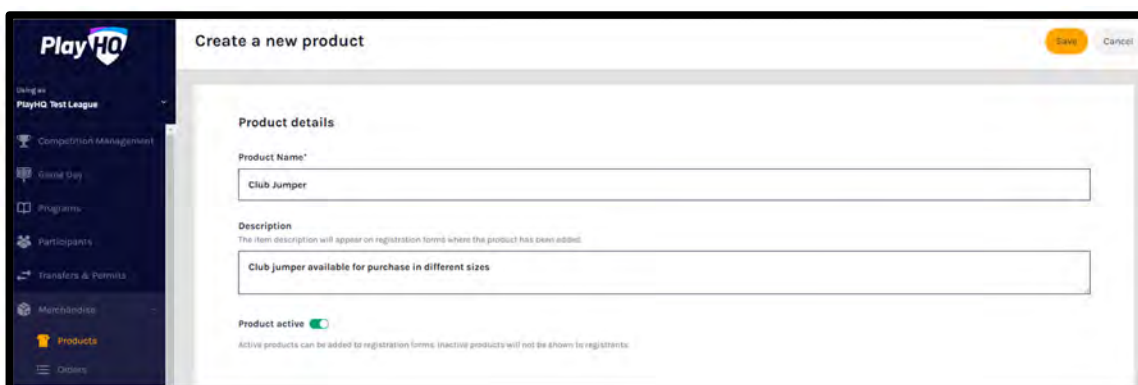 PlayHQ
Create a new product
Save
Cancel
Using as
PlayHQ Test League
Competition Management
Game Day
Programs
Participants
Transfers & Permits
Merchandise
Products
Orders
Product details
Product Name*
Club Jumper
Description
The item description will appear on registration forms where the product has been added.
Club jumper available for purchase in different sizes
Product active
Active products can be added to registration forms. Inactive products will not be shown to registrants.